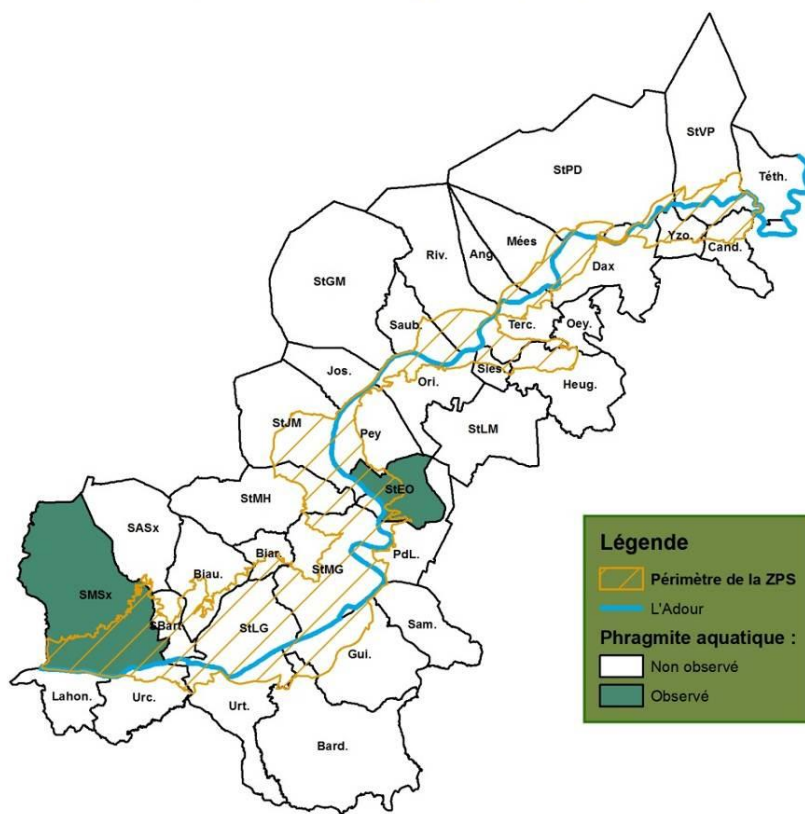 StVP
StPD
Téth.
Riv.
Ang
Mées
Yzo.
Cand.
Dax
StGM
Saub.
Terc.
Oey.
Jos.
Ori.
Sies.
Heug.
StJM
Pey
StLM
StEO
StMH
SASx
Biar.
StMG
PdL.
Biau.
SMSx
SBart
StLG
Sam.
Gui.
Lahon.
Urc.
Urt.
Bard.
Légende
Périmètre de la ZPS
L'Adour
Phragmite aquatique :
Non observé
Observé